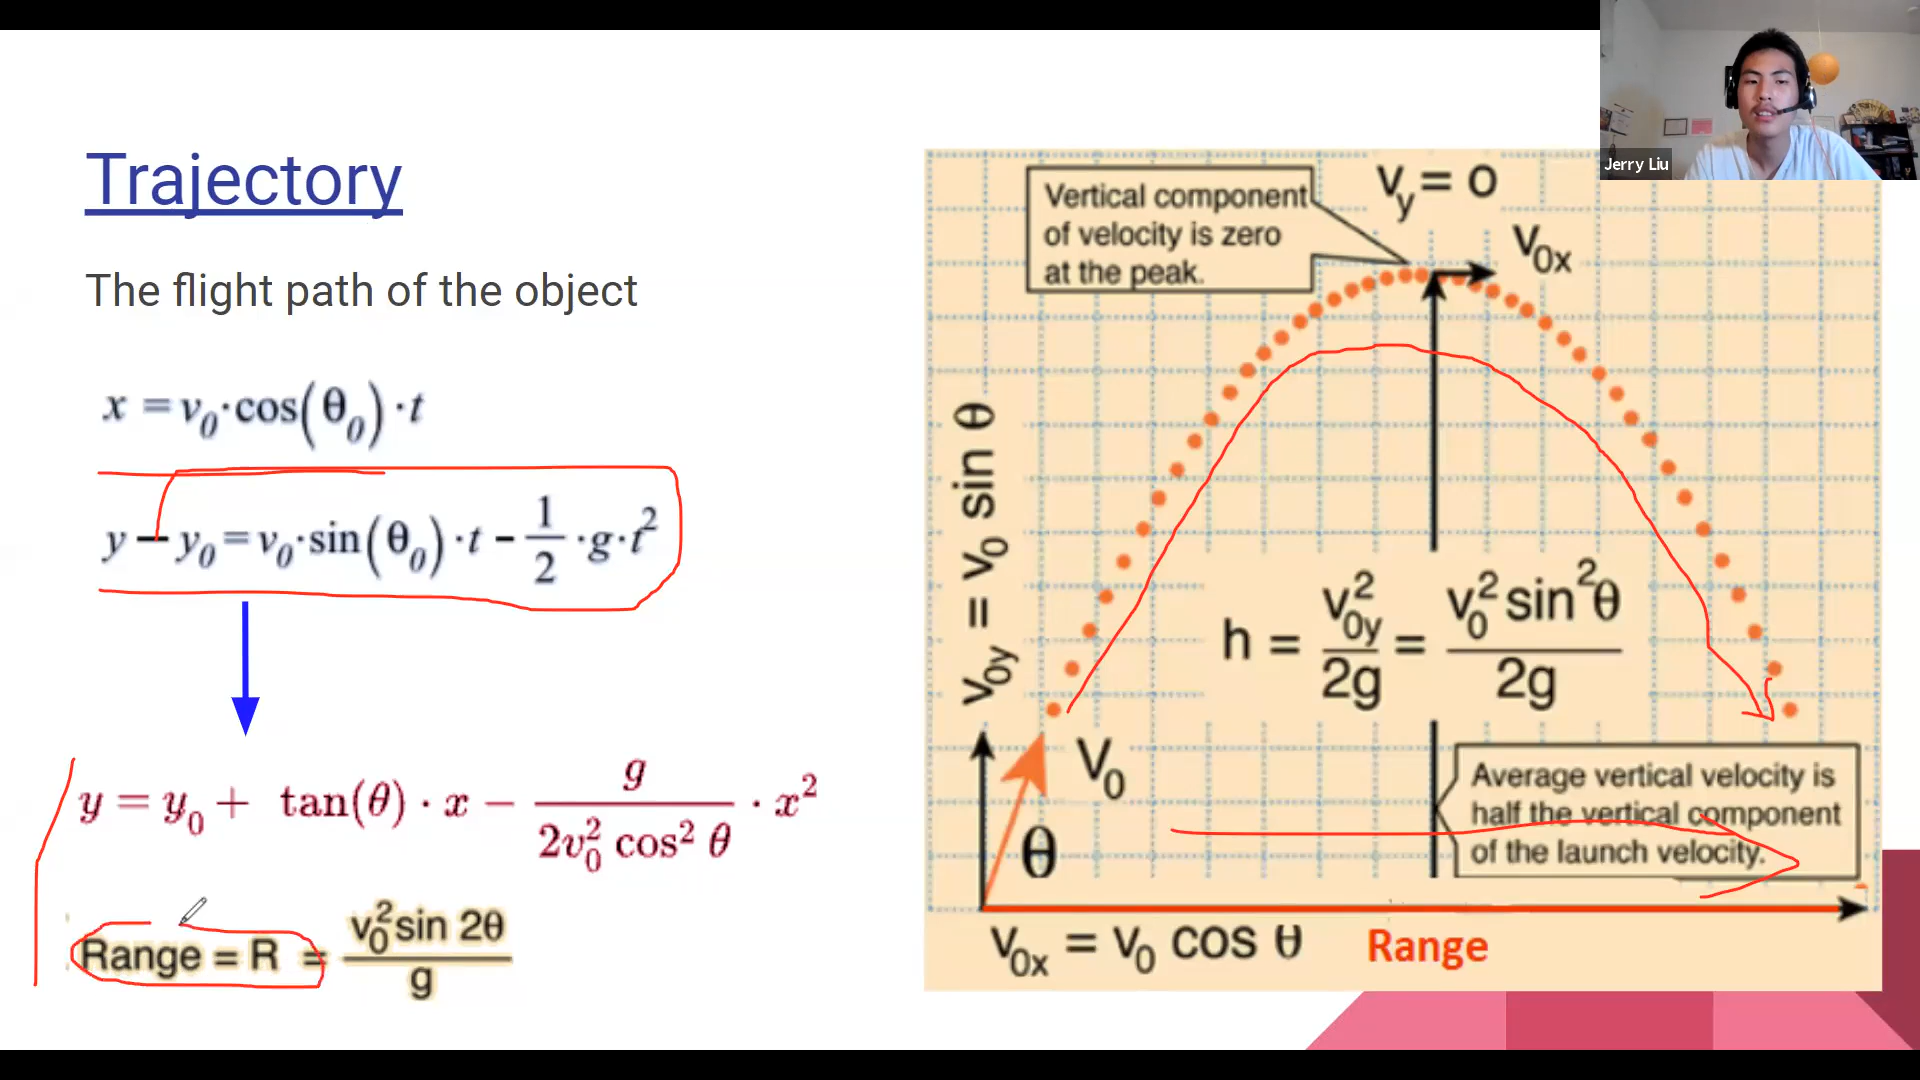 Trajectory
The flight path of the object
x = v₀·cos(θ₀)·t
y − y₀ = v₀·sin(θ₀)·t − 1/2·g·t²
y = y₀ + tan(θ)·x − g/(2v₀² cos² θ)·x²
Range = R = v₀² sin 2θ / g
Vertical component
of velocity is zero
at the peak.
Vy = 0
V0x
V0y = V0 sin θ
h = V0y²/2g = V0² sin²θ/2g
V0
θ
Average vertical velocity is
half the vertical component
of the launch velocity.
V0x = V0 cos θ
Range
Jerry Liu